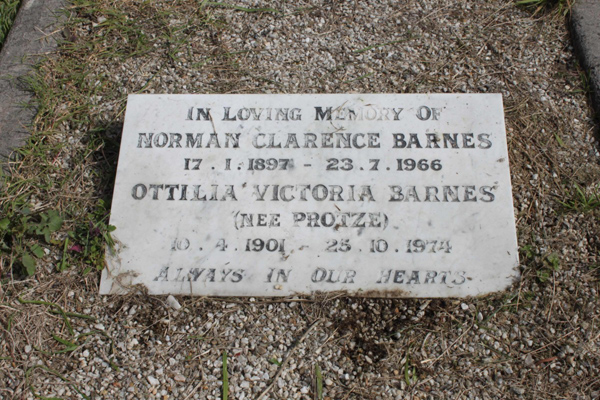 IN LOVING MEMORY OF
NORMAN CLARENCE BARNES
17.1.1897 - 23.7.1966
OTTILIA VICTORIA BARNES
(NEE PROTZE)
10.4.1901 - 25.10.1974
ALWAYS IN OUR HEARTS